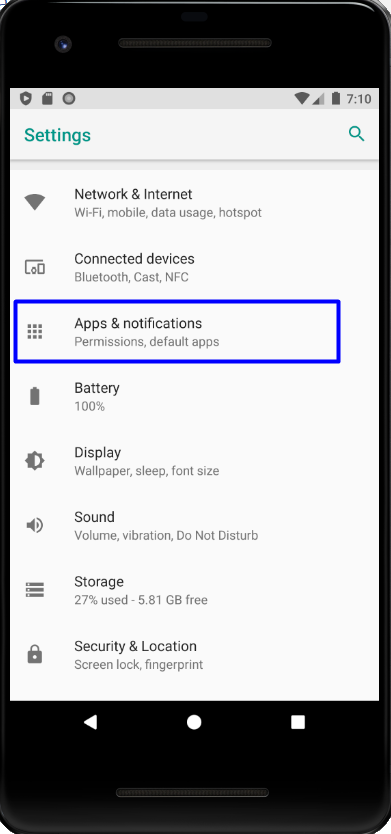 7:10
Settings
Network & Internet
Wi-Fi, mobile, data usage, hotspot
Connected devices
Bluetooth, Cast, NFC
Apps & notifications
Permissions, default apps
Battery
100%
Display
Wallpaper, sleep, font size
Sound
Volume, vibration, Do Not Disturb
Storage
27% used - 5.81 GB free
Security & Location
Screen lock, fingerprint